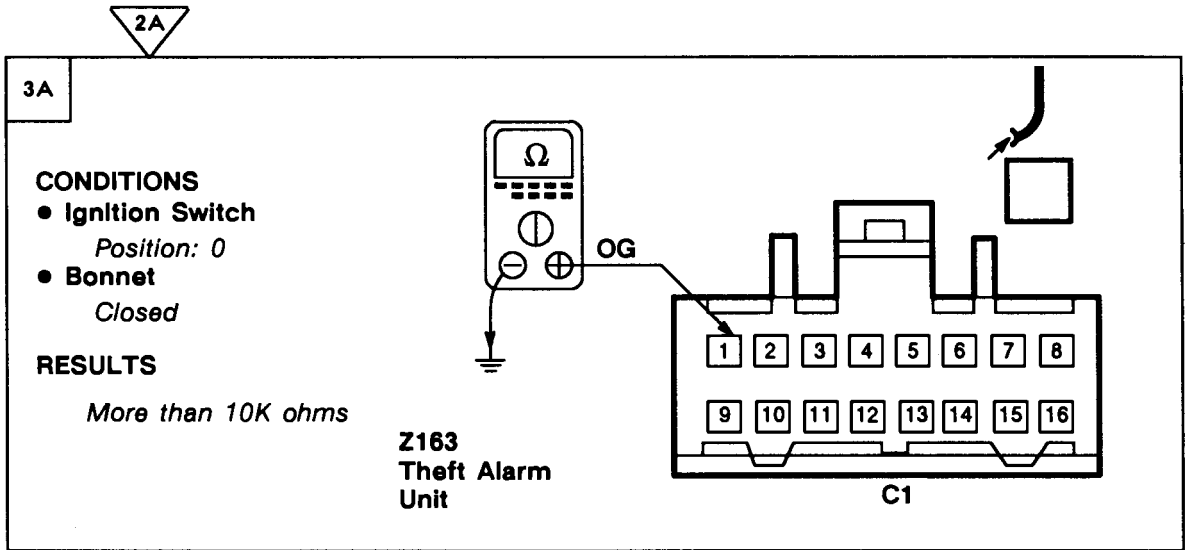 2A
3A
CONDITIONS
● Ignition Switch
Position: 0
● Bonnet
Closed
RESULTS
More than 10K ohms
Ω
− +
OG
Z163
Theft Alarm
Unit
1 2 3 4 5 6 7 8
9 10 11 12 13 14 15 16
C1